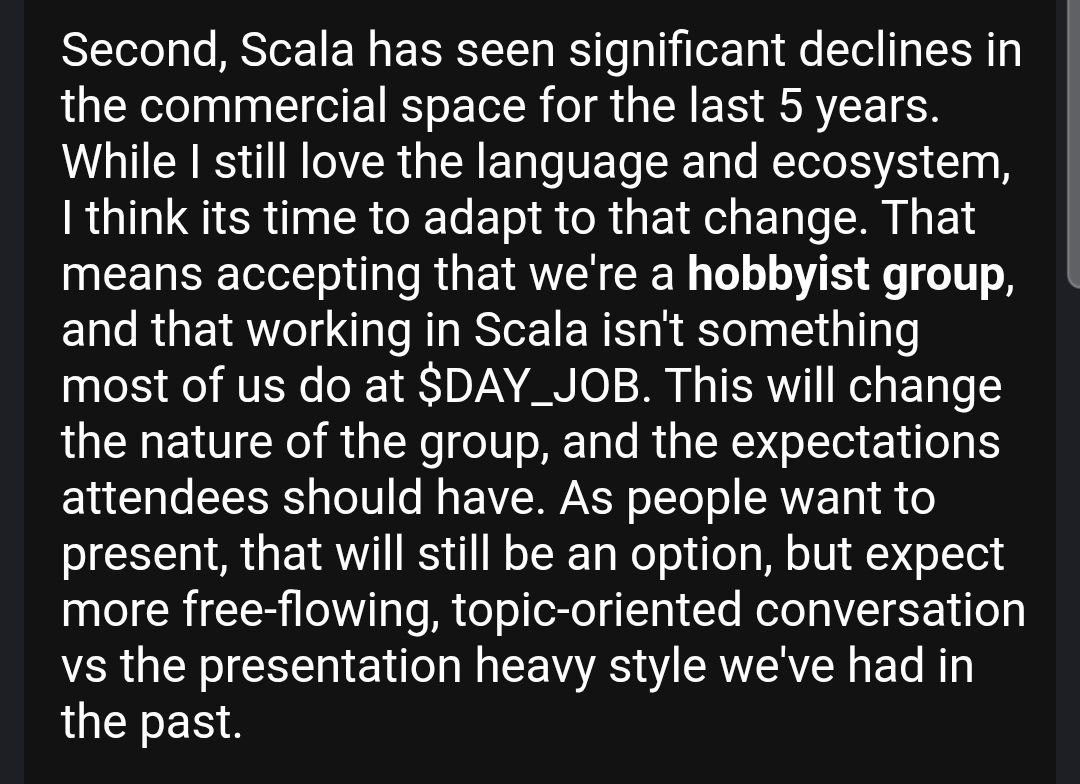 Second, Scala has seen significant declines in
the commercial space for the last 5 years.
While I still love the language and ecosystem,
I think its time to adapt to that change. That
means accepting that we're a hobbyist group,
and that working in Scala isn't something
most of us do at $DAY_JOB. This will change
the nature of the group, and the expectations
attendees should have. As people want to
present, that will still be an option, but expect
more free-flowing, topic-oriented conversation
vs the presentation heavy style we've had in
the past.